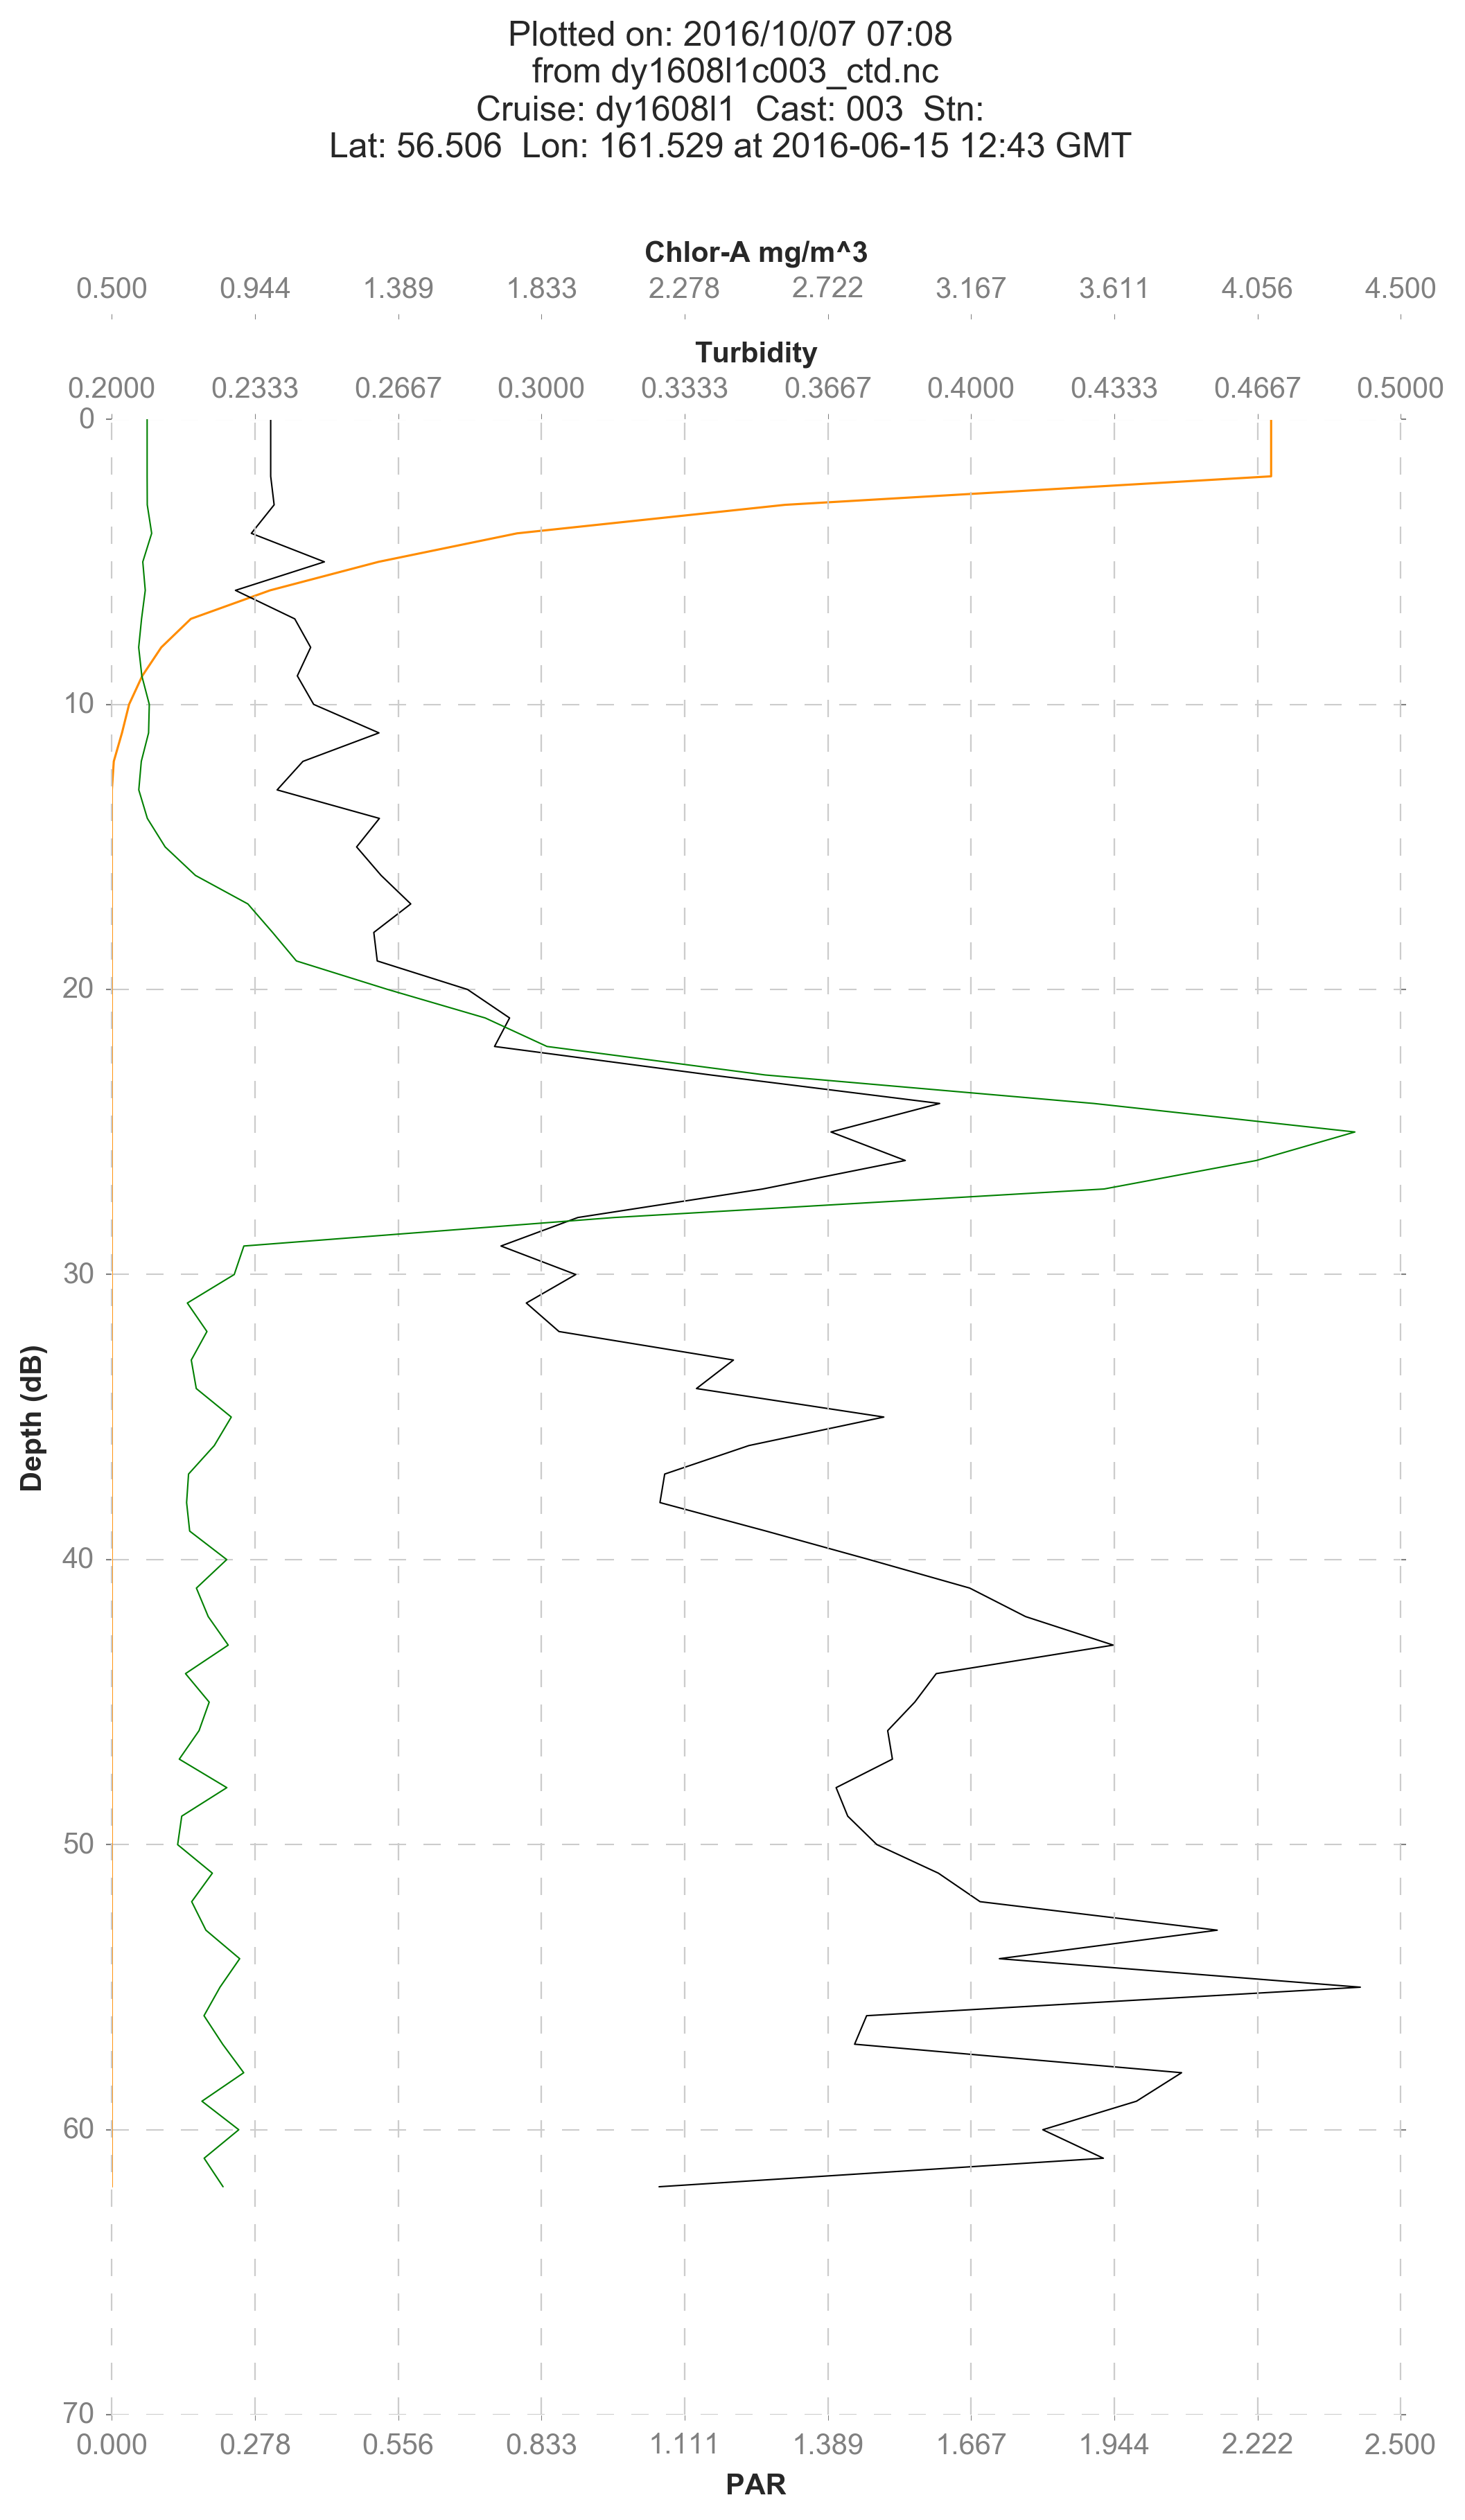 Plotted on: 2016/10/07 07:08
from dy1608l1c003_ctd.nc
Cruise: dy1608l1  Cast: 003  Stn:
Lat: 56.506  Lon: 161.529 at 2016-06-15 12:43 GMT
Chlor-A mg/m^3
0.500 0.944 1.389 1.833 2.278 2.722 3.167 3.611 4.056 4.500
Turbidity
0.2000 0.2333 0.2667 0.3000 0.3333 0.3667 0.4000 0.4333 0.4667 0.5000
0
10
20
30
Depth (dB)
40
50
60
70
0.000 0.278 0.556 0.833 1.111 1.389 1.667 1.944 2.222 2.500
PAR